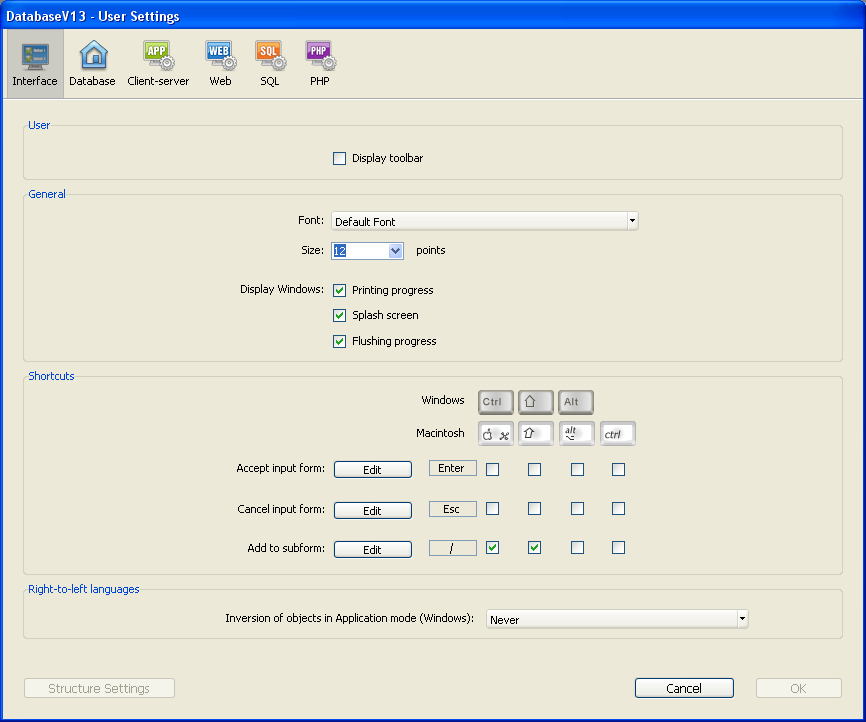 DatabaseV13 - User Settings
APP WEB SQL PHP
Interface Database Client-server Web SQL PHP
User
Display toolbar
General
Font: Default Font
Size: 12 points
Display Windows: Printing progress
Splash screen
Flushing progress
Shortcuts
Windows Ctrl Alt
Macintosh alt ctrl
Accept input form: Edit Enter
Cancel input form: Edit Esc
Add to subform: Edit /
Right-to-left languages
Inversion of objects in Application mode (Windows): Never
Structure Settings Cancel OK